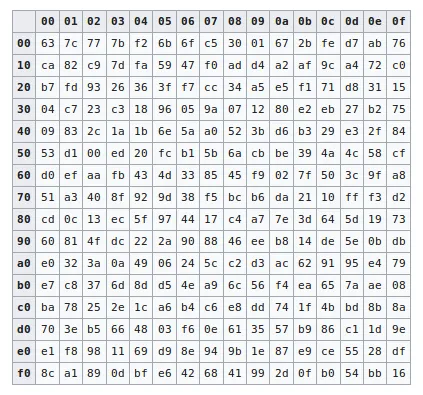 00 01 02 03 04 05 06 07 08 09 0a 0b 0c 0d 0e 0f
00 63 7c 77 7b f2 6b 6f c5 30 01 67 2b fe d7 ab 76
10 ca 82 c9 7d fa 59 47 f0 ad d4 a2 af 9c a4 72 c0
20 b7 fd 93 26 36 3f f7 cc 34 a5 e5 f1 71 d8 31 15
30 04 c7 23 c3 18 96 05 9a 07 12 80 e2 eb 27 b2 75
40 09 83 2c 1a 1b 6e 5a a0 52 3b d6 b3 29 e3 2f 84
50 53 d1 00 ed 20 fc b1 5b 6a cb be 39 4a 4c 58 cf
60 d0 ef aa fb 43 4d 33 85 45 f9 02 7f 50 3c 9f a8
70 51 a3 40 8f 92 9d 38 f5 bc b6 da 21 10 ff f3 d2
80 cd 0c 13 ec 5f 97 44 17 c4 a7 7e 3d 64 5d 19 73
90 60 81 4f dc 22 2a 90 88 46 ee b8 14 de 5e 0b db
a0 e0 32 3a 0a 49 06 24 5c c2 d3 ac 62 91 95 e4 79
b0 e7 c8 37 6d 8d d5 4e a9 6c 56 f4 ea 65 7a ae 08
c0 ba 78 25 2e 1c a6 b4 c6 e8 dd 74 1f 4b bd 8b 8a
d0 70 3e b5 66 48 03 f6 0e 61 35 57 b9 86 c1 1d 9e
e0 e1 f8 98 11 69 d9 8e 94 9b 1e 87 e9 ce 55 28 df
f0 8c a1 89 0d bf e6 42 68 41 99 2d 0f b0 54 bb 16